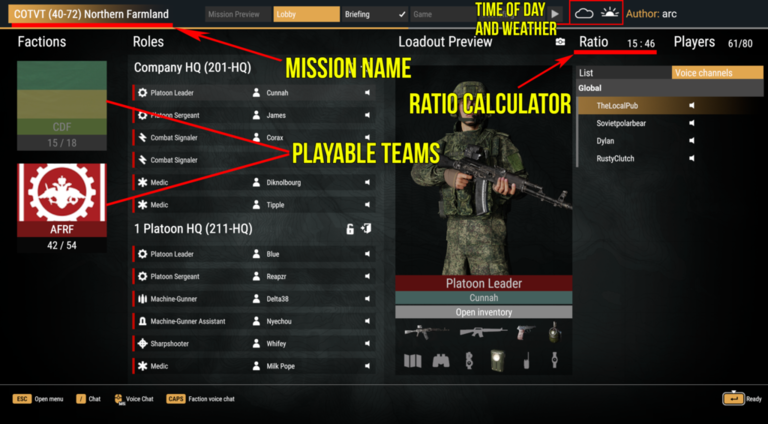 COTVT (40-72) Northern Farmland
Mission Preview
Lobby
Briefing
Game
TIME OF DAY
AND WEATHER
Author: arc
Factions
Roles
Loadout Preview
Ratio 15 : 46
Players 61/80
MISSION NAME
RATIO CALCULATOR
PLAYABLE TEAMS
CDF
15 / 18
AFRF
42 / 54
Company HQ (201-HQ)
Platoon Leader Cunnah
Platoon Sergeant James
Combat Signaler Corax
Combat Signaler
Medic Diknolbourg
Medic Tipple
1 Platoon HQ (211-HQ)
Platoon Leader Blue
Platoon Sergeant Reapzr
Machine-Gunner Delta38
Machine-Gunner Assistant Nyechou
Sharpshooter Whifey
Medic Milk Pope
Platoon Leader
Cunnah
Open inventory
List
Voice channels
Global
TheLocalPub
Sovietpolarbear
Dylan
RustyClutch
ESC Open menu
/ Chat
Voice Chat
CAPS Faction voice chat
Ready